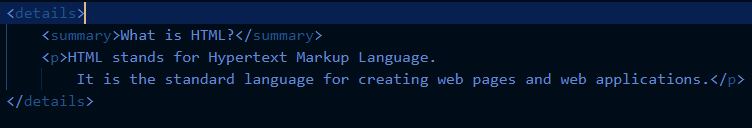 <details>
    <summary>What is HTML?</summary>
    <p>HTML stands for Hypertext Markup Language.
        It is the standard language for creating web pages and web applications.</p>
</details>